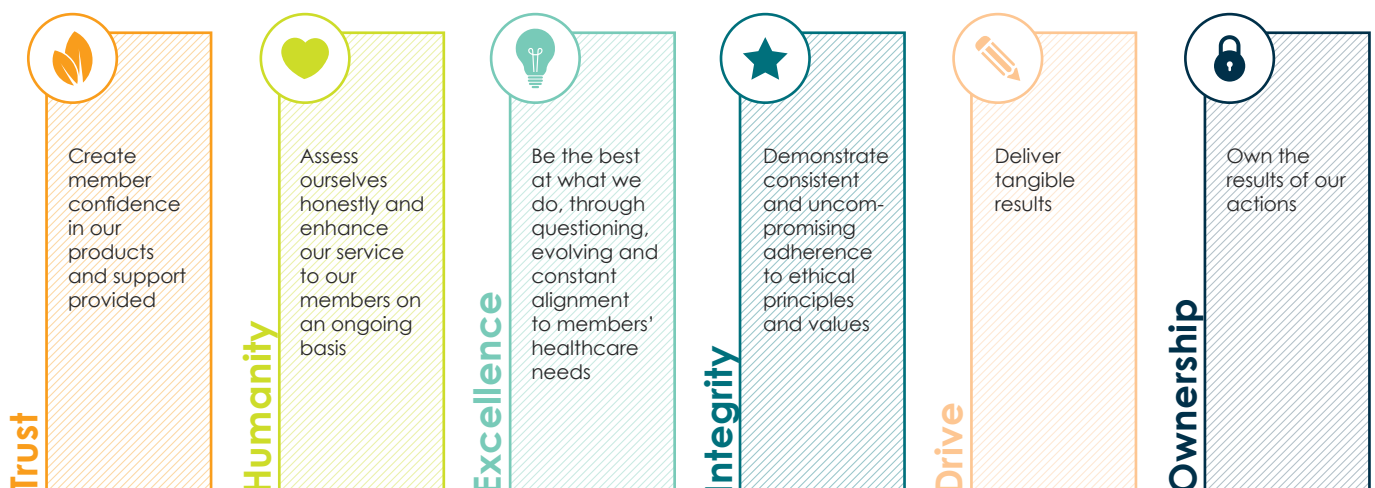 Trust
Create
member
confidence
in our
products
and support
provided
Humanity
Assess
ourselves
honestly and
enhance
our service
to our
members on
an ongoing
basis
Excellence
Be the best
at what we
do, through
questioning,
evolving and
constant
alignment
to members’
healthcare
needs
Integrity
Demonstrate
consistent
and uncom-
promising
adherence
to ethical
principles
and values
Drive
Deliver
tangible
results
Ownership
Own the
results of our
actions